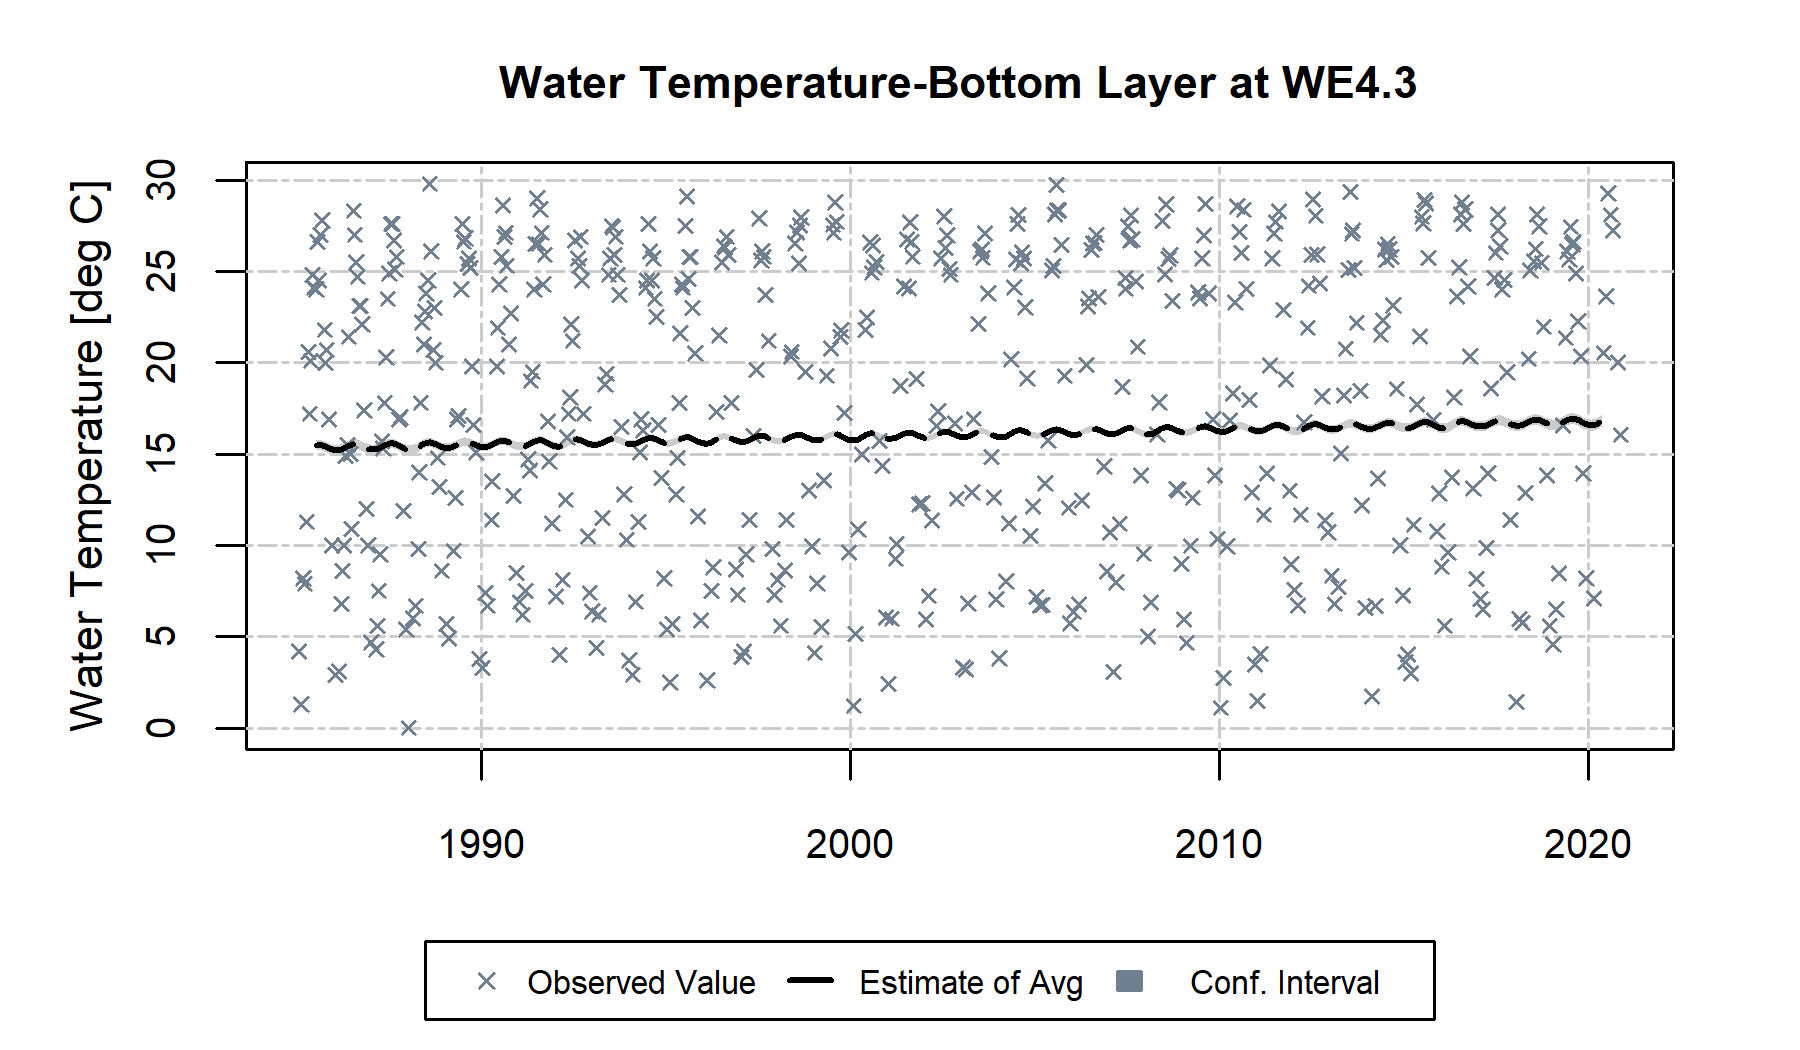 Water Temperature-Bottom Layer at WE4.3
Water Temperature [deg C]
30
25
20
15
10
5
0
1990 2000 2010 2020
Observed Value Estimate of Avg Conf. Interval